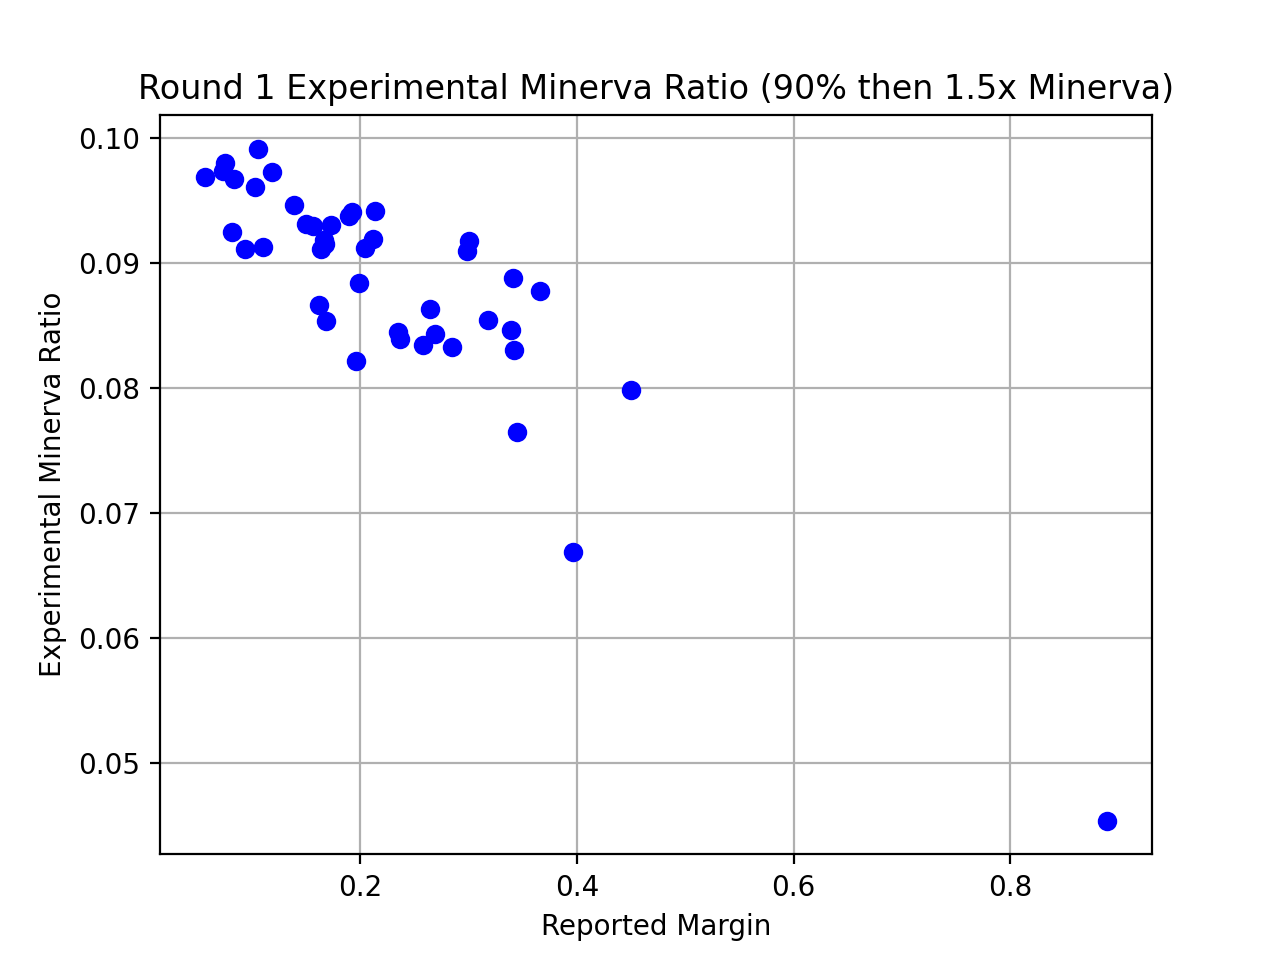 Round 1 Experimental Minerva Ratio (90% then 1.5x Minerva)
0.10
0.09
0.08
0.07
0.06
0.05
Experimental Minerva Ratio
0.2 0.4 0.6 0.8
Reported Margin